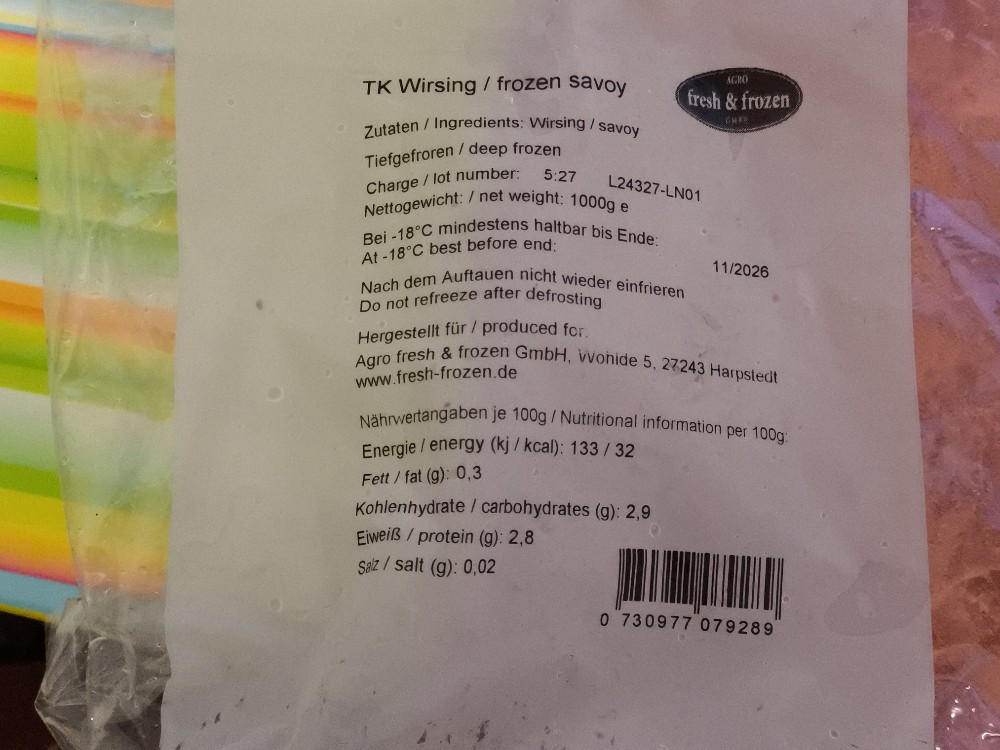 TK Wirsing / frozen savoy
AGRO
fresh & frozen
GMBH
Zutaten / Ingredients: Wirsing / savoy
Tiefgefroren / deep frozen
Charge / lot number: 5:27 L24327-LN01
Nettogewicht: / net weight: 1000g e
Bei -18°C mindestens haltbar bis Ende:
At -18°C best before end:
11/2026
Nach dem Auftauen nicht wieder einfrieren
Do not refreeze after defrosting
Hergestellt für / produced for:
Agro fresh & frozen GmbH, Wohlde 5, 27243 Harpstedt
www.fresh-frozen.de
Nährwertangaben je 100g / Nutritional information per 100g:
Energie / energy (kj / kcal): 133 / 32
Fett / fat (g): 0,3
Kohlenhydrate / carbohydrates (g): 2,9
Eiweiß / protein (g): 2,8
Salz / salt (g): 0,02
0 730977 079289